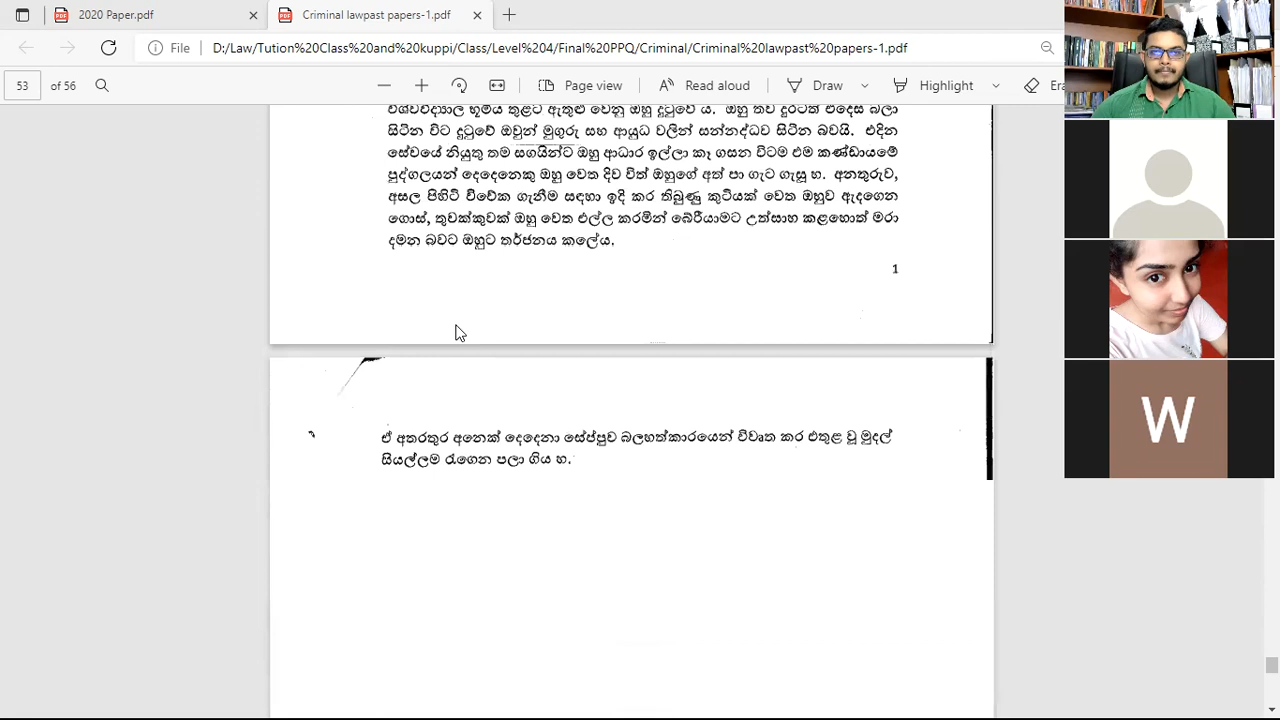 2020 Paper.pdf
Criminal lawpast papers-1.pdf
File
D:/Law/Tution%20Class%20and%20kuppi/Class/Level%204/Final%20PPQ/Criminal/Criminal%20lawpast%20papers-1.pdf
53 of 56
Page view
Read aloud
Draw
Highlight
Era
විශ්වවිද්‍යාල භූමිය තුළට ඇතුළු වෙනු ඔහු දුටුවේ ය. ඔහු තව දුරටත් එදෙස බලා
සිටින විට දුටුවේ ඔවුන් මුගුරු සහ ආයුධ වලින් සන්නද්ධව සිටින බවයි. එදින
සේවයේ නියුතු තම සගයින්ට ඔහු ආධාර ඉල්ලා කෑ ගසන විටම එම කණ්ඩායමේ
පුද්ගලයන් දෙදෙනෙකු ඔහු වෙත දිව විත් ඔහුගේ අත් පා ගැට ගැසූ හ. අනතුරුව,
අසල පිහිටි විවේක ගැනීම සඳහා ඉදි කර තිබුණු කුටියක් වෙත ඔහුව ඇදගෙන
ගොස්, තුවක්කුවක් ඔහු වෙත එල්ල කරමින් බේරීයාමට උත්සාහ කළහොත් මරා
දමන බවට ඔහුට තර්ජනය කලේය.
1
ඒ අතරතුර අනෙක් දෙදෙනා සේප්පුව බලහත්කාරයෙන් විවෘත කර එතුළ වූ මුදල්
සියල්ලම රැගෙන පලා ගිය හ.
W